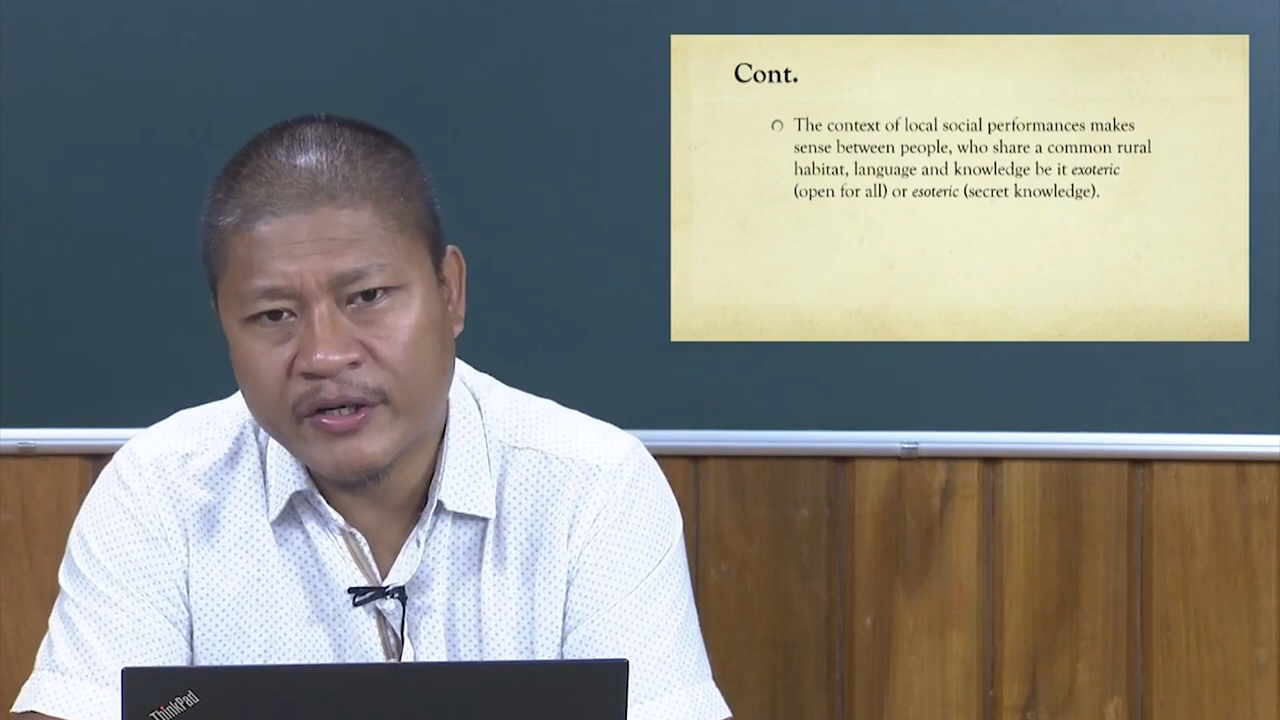 Cont.
The context of local social performances makes
sense between people, who share a common rural
habitat, language and knowledge be it exoteric
(open for all) or esoteric (secret knowledge).
ThinkPad